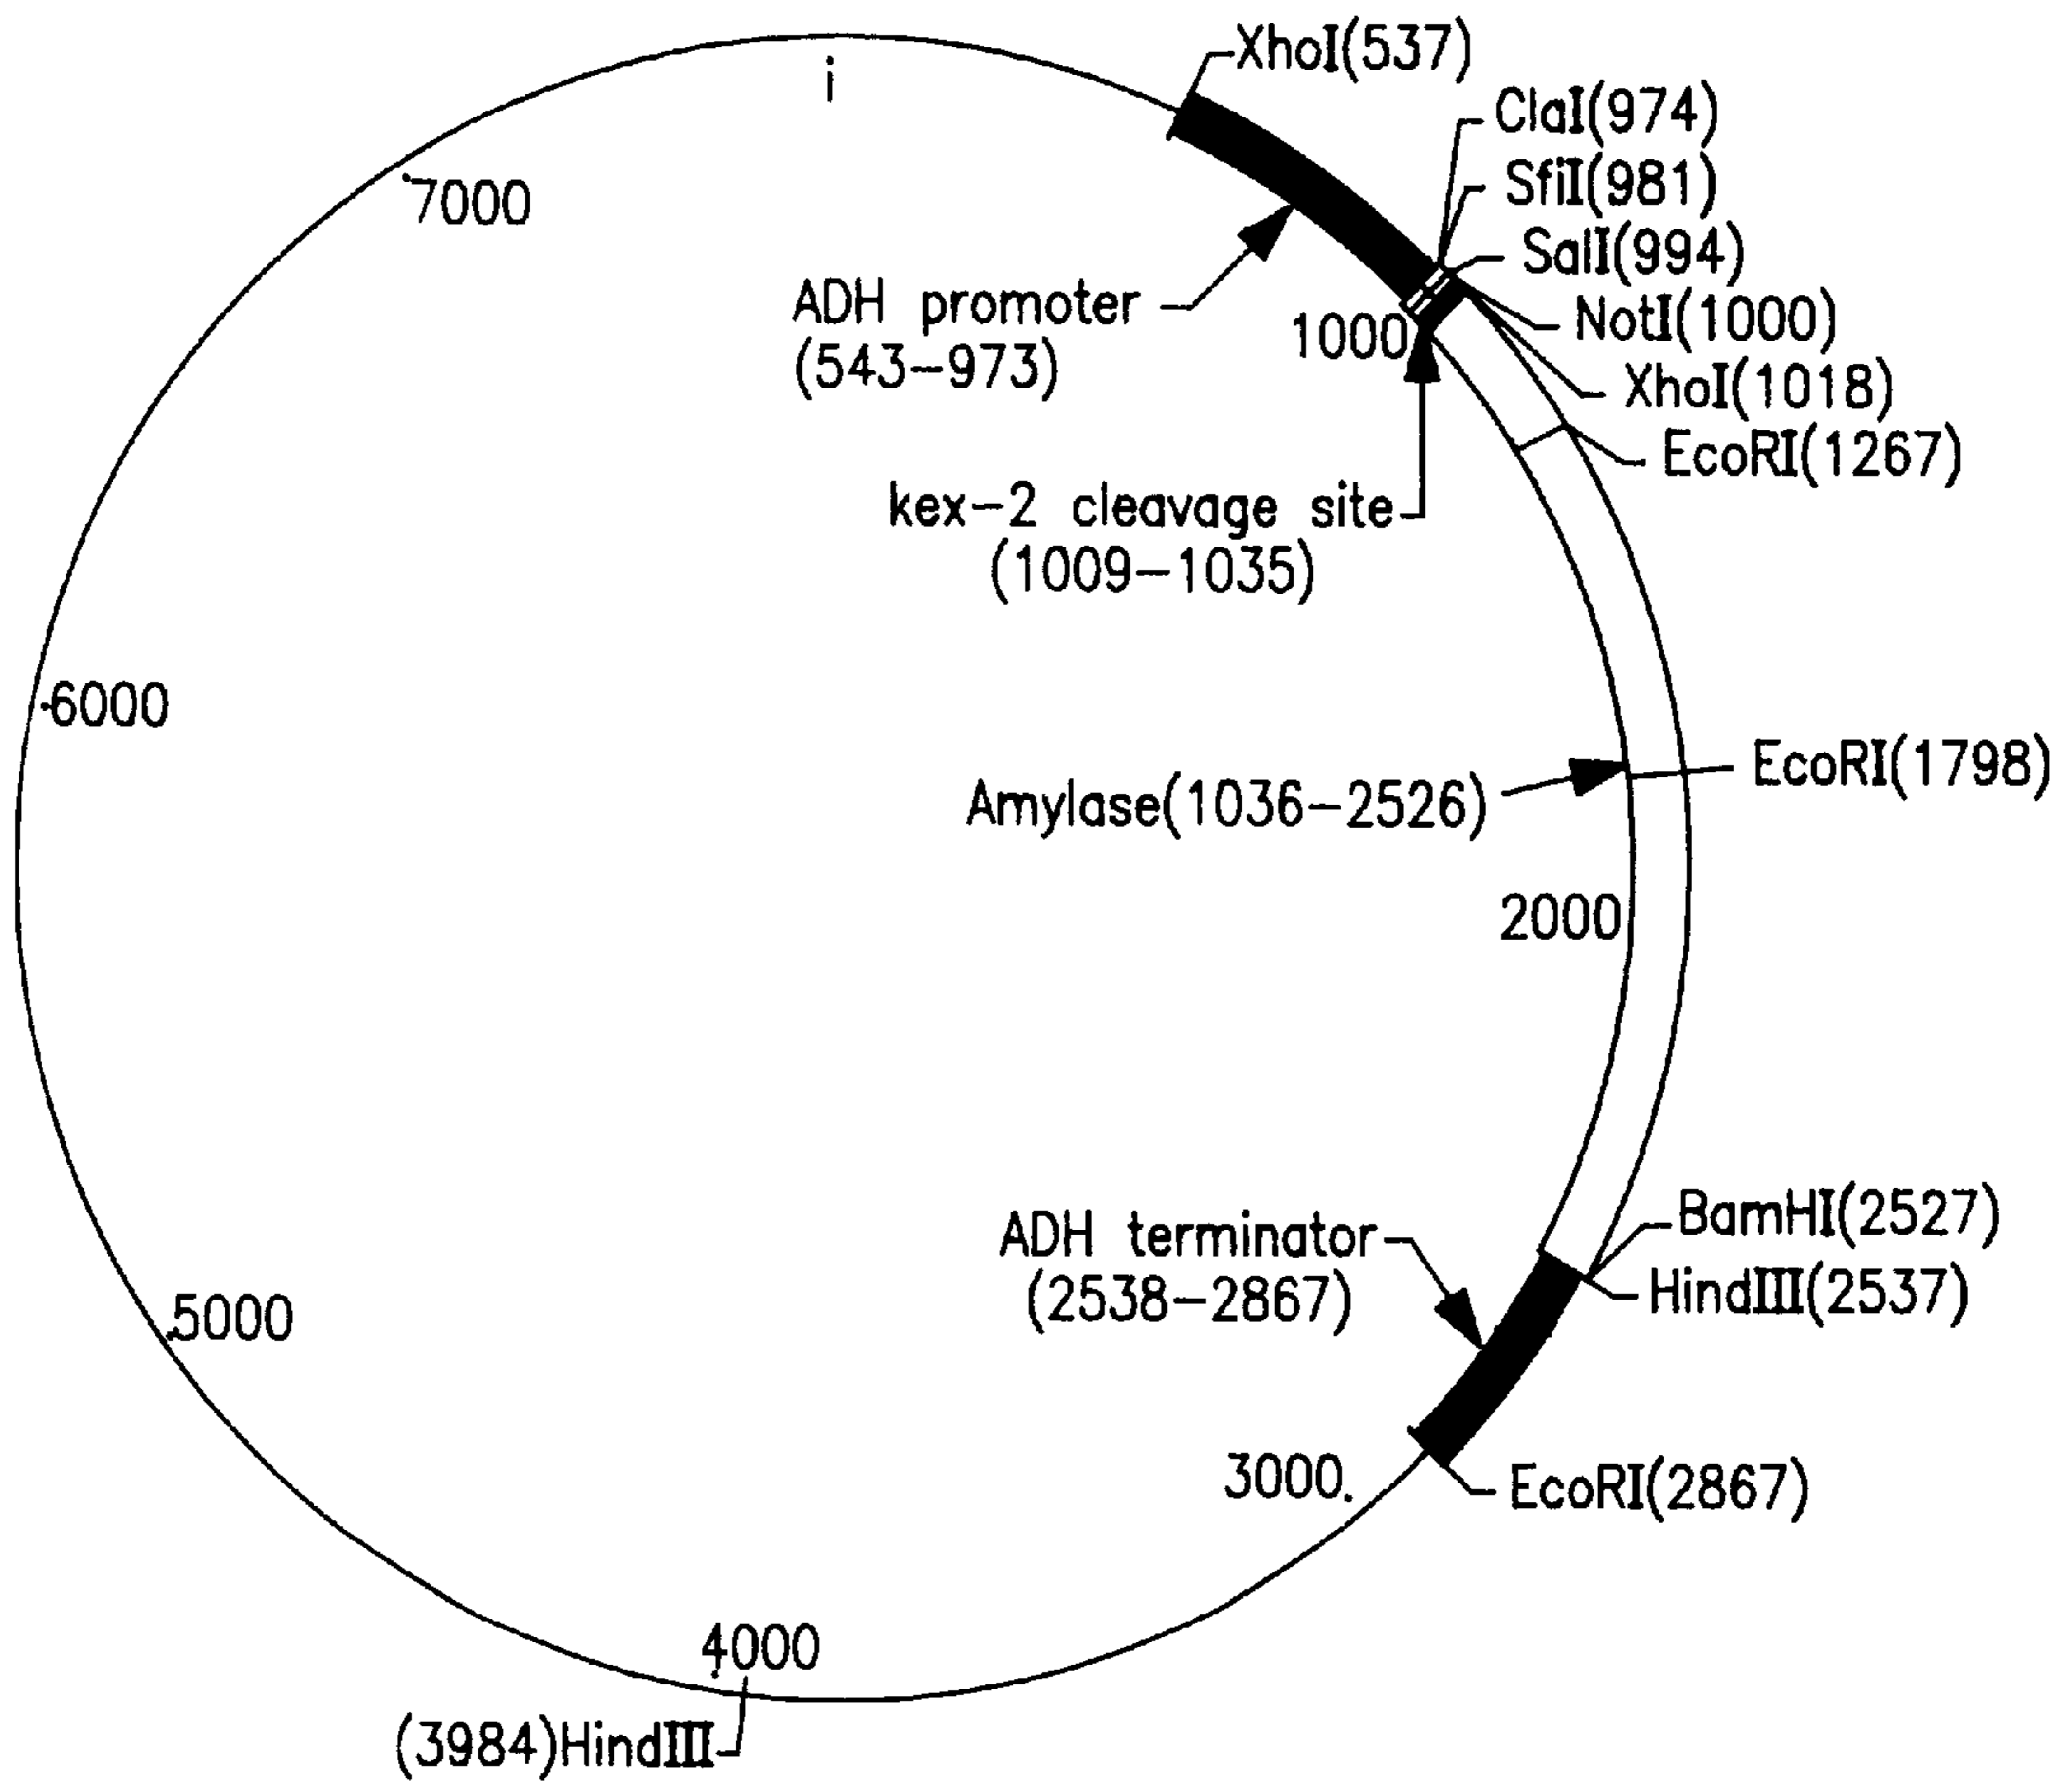 i
XhoI(537)
ClaI(974)
SfiI(981)
SalI(994)
NotI(1000)
XhoI(1018)
EcoRI(1267)
7000
ADH promoter
(543-973)
1000
kex-2 cleavage site
(1009-1035)
6000
EcoRI(1798)
Amylase(1036-2526)
2000
BamHI(2527)
HindIII(2537)
ADH terminator
(2538-2867)
5000
3000
EcoRI(2867)
4000
(3984)HindIII